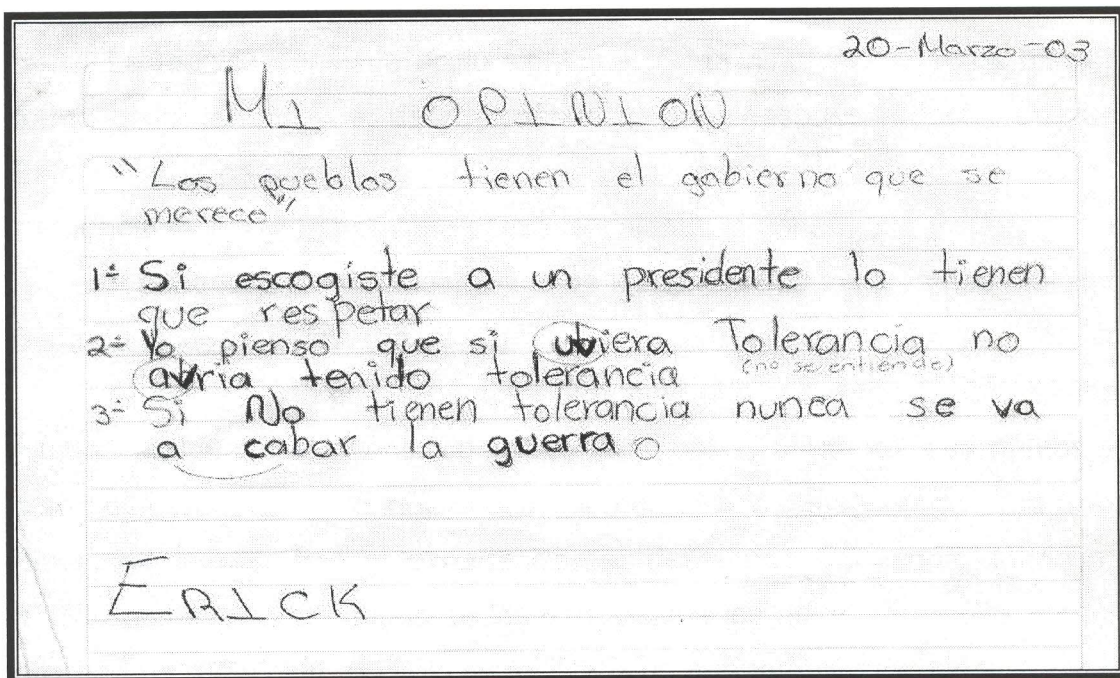 20-Marzo-03
MI OPINION
"Los pueblos tienen el gobierno que se
merece"
1- Si escogiste a un presidente lo tienen
que respetar
2- Yo pienso que si ubiera Tolerancia no
avria tenido tolerancia (no se entiende)
3- Si No tienen tolerancia nunca se va
a cabar la guerra.
ERICK